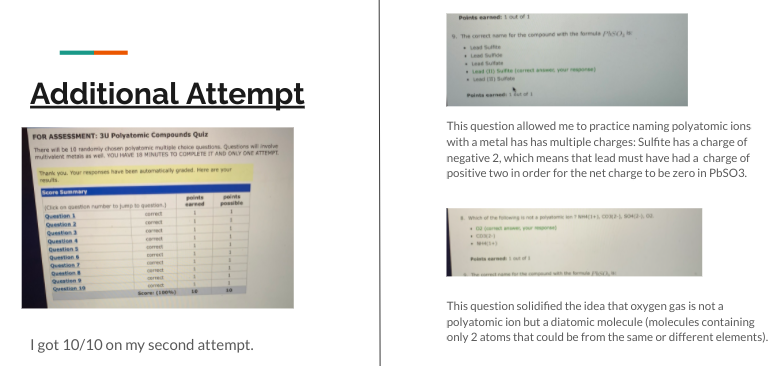 Additional Attempt
FOR ASSESSMENT: 3U Polyatomic Compounds Quiz
There will be 10 randomly chosen polyatomic multiple choice questions. Questions will involve
multivalent metals as well. YOU HAVE 10 MINUTES TO COMPLETE IT AND ONLY ONE ATTEMPT.
Thank you. Your responses have been automatically graded. Here are your
results.
Score Summary
(Click on question number to jump to question.) points earned points possible
Question 1 correct 1 1
Question 2 correct 1 1
Question 3 correct 1 1
Question 4 correct 1 1
Question 5 correct 1 1
Question 6 correct 1 1
Question 7 correct 1 1
Question 8 correct 1 1
Question 9 correct 1 1
Question 10 correct 1 1
Score: (100%) 10 10
I got 10/10 on my second attempt.
Points earned: 1 out of 1
9. The correct name for the compound with the formula PbSO3 is:
Lead Sulfite
Lead Sulfide
Lead Sulfate
Lead (II) Sulfite (correct answer, your response)
Lead (II) Sulfide
Points earned: 1 out of 1
This question allowed me to practice naming polyatomic ions
with a metal has has multiple charges: Sulfite has a charge of
negative 2, which means that lead must have had a charge of
positive two in order for the net charge to be zero in PbSO3.
8. Which of the following is not a polyatomic ion ? NH4(1+), CO3(2-), SO4(2-), O2
O2 (correct answer, your response)
CO3(2-)
NH4(1+)
Points earned: 1 out of 1
9. The correct name for the compound with the formula
This question solidified the idea that oxygen gas is not a
polyatomic ion but a diatomic molecule (molecules containing
only 2 atoms that could be from the same or different elements).